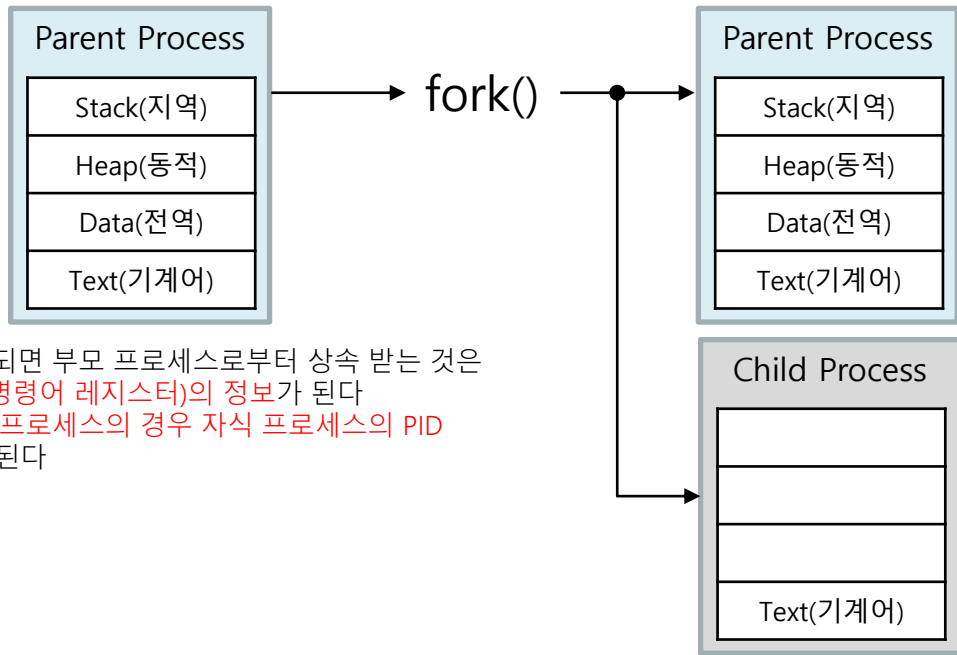 Parent Process
Stack(지역)
Heap(동적)
Data(전역)
Text(기계어)
fork()
Parent Process
Stack(지역)
Heap(동적)
Data(전역)
Text(기계어)
되면 부모 프로세스로부터 상속 받는 것은
명령어 레지스터)의 정보가 된다
프로세스의 경우 자식 프로세스의 PID
된다
Child Process
Text(기계어)